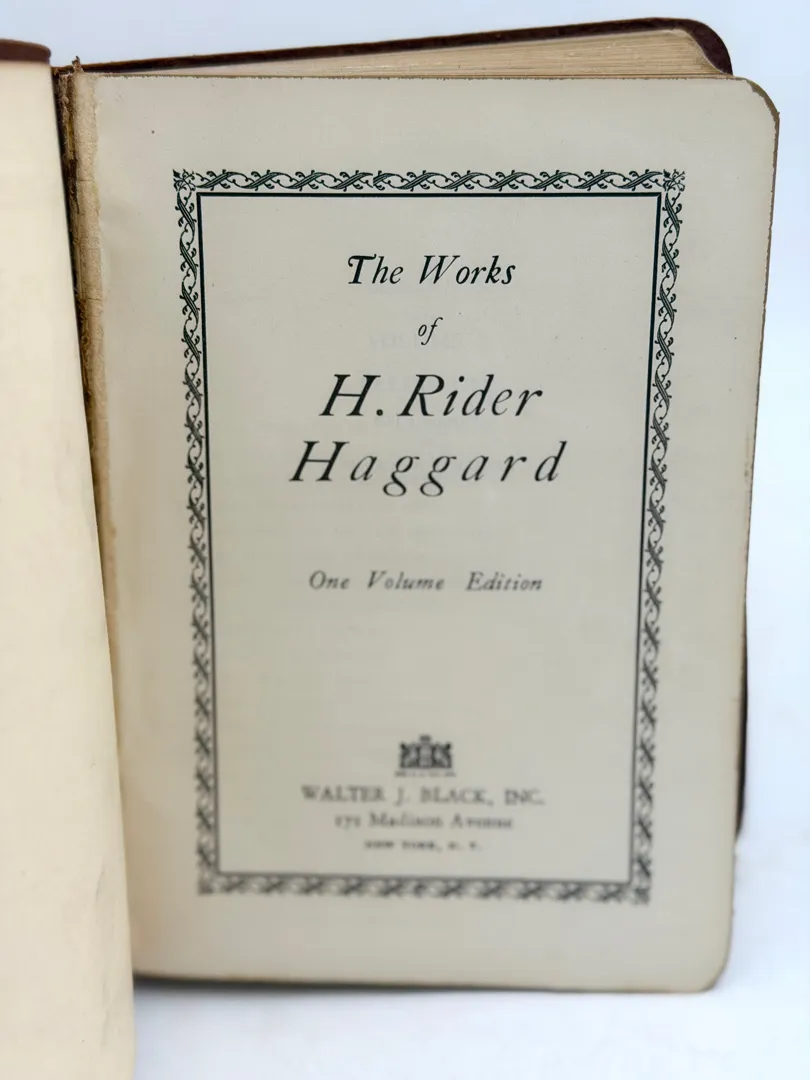 The Works
of
H. Rider
Haggard
One Volume Edition
WALTER J. BLACK, INC.
171 Madison Avenue
NEW YORK, N. Y.